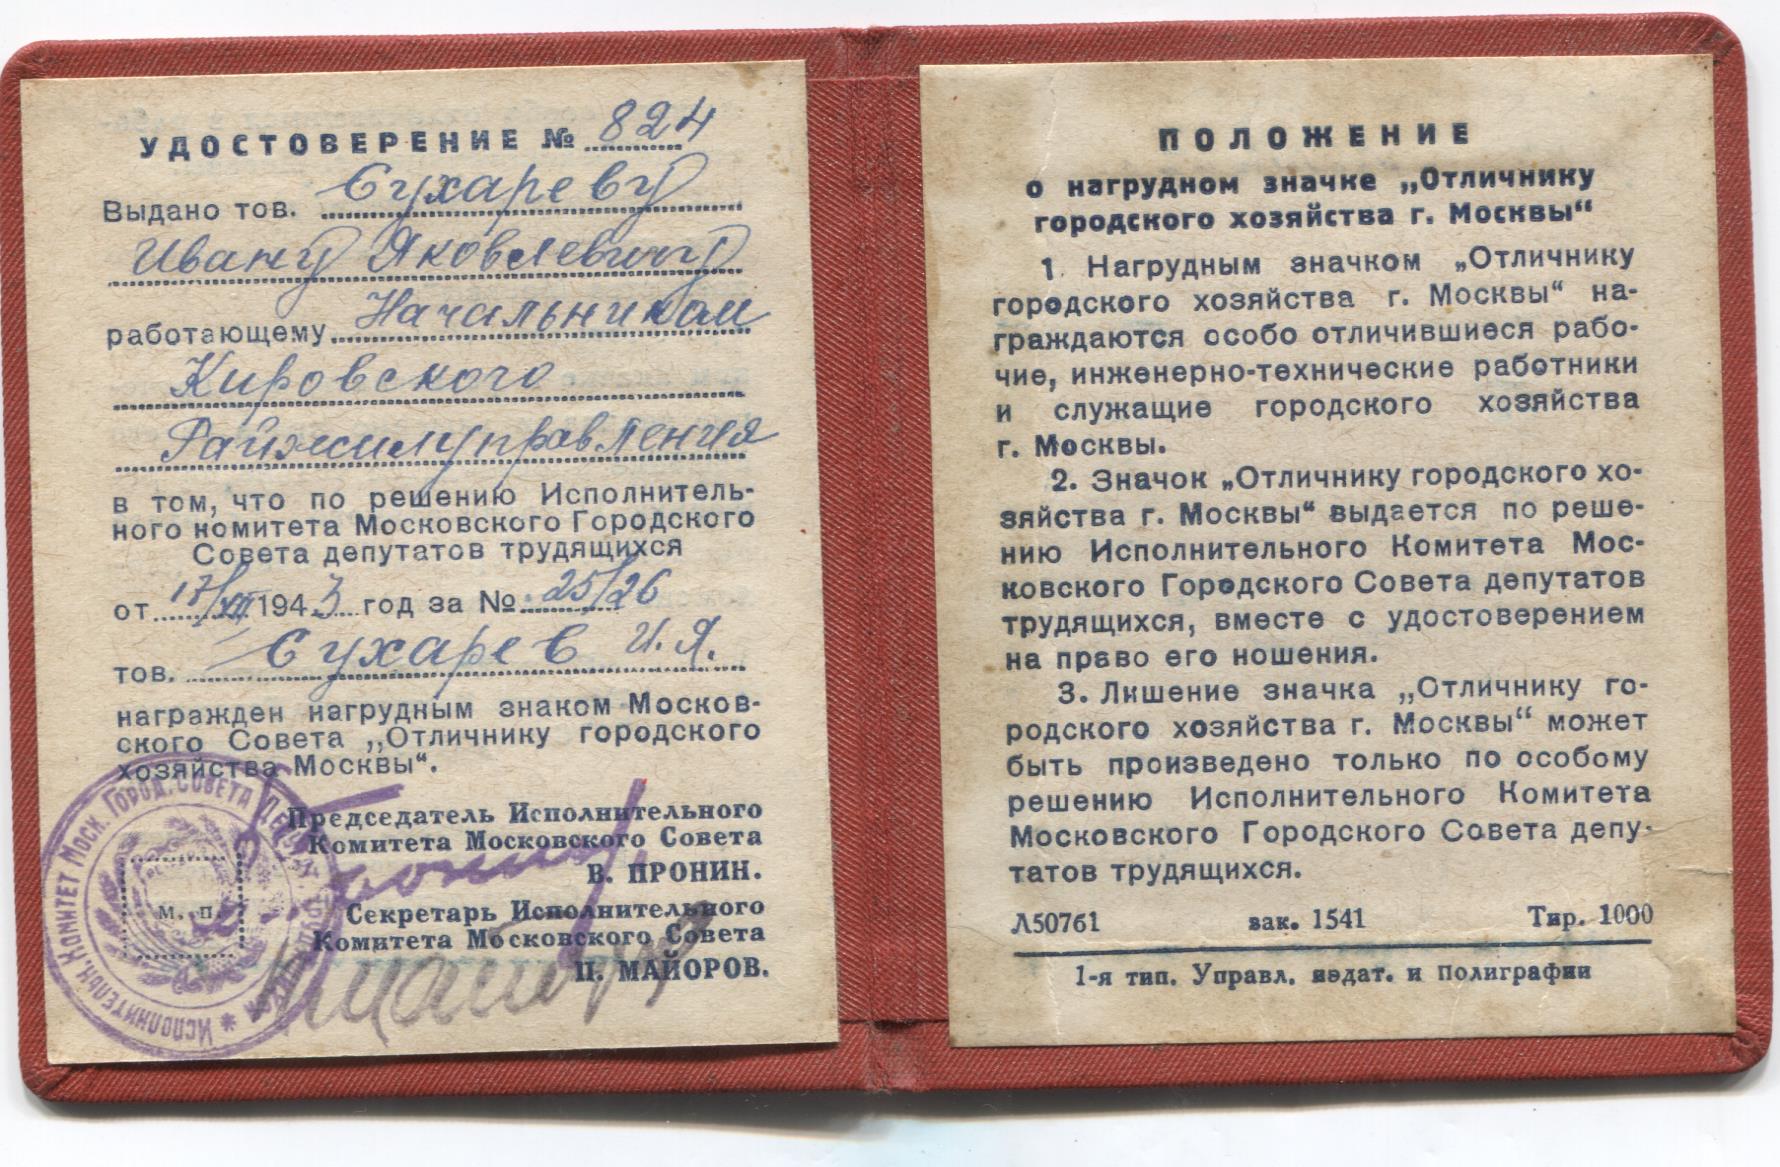 УДОСТОВЕРЕНИЕ № 824
Выдано тов. Сухареву
Ивану Яковлевичу
работающему Начальником
Кировского
Райжилуправления
в том, что по решению Исполнитель-
ного комитета Московского Городского
Совета депутатов трудящихся
от 17/XII 1943 год за № 25/26
тов. Сухарев И. Я.
награжден нагрудным знаком Москов-
ского Совета „Отличнику городского
хозяйства Москвы“.
Председатель Исполнительного
Комитета Московского Совета
В. ПРОНИН.
Секретарь Исполнительного
Комитета Московского Совета
П. МАЙОРОВ.
м. п.
Исполнительн. Комитет Моск. Город. Совета
ПОЛОЖЕНИЕ
о нагрудном значке „Отличнику
городского хозяйства г. Москвы“
1 Нагрудным значком „Отличнику
городского хозяйства г. Москвы“ на-
граждаются особо отличившиеся рабо-
чие, инженерно-технические работники
и служащие городского хозяйства
г. Москвы.
2. Значок „Отличнику городского хо-
зяйства г. Москвы“ выдается по реше-
нию Исполнительного Комитета Мос-
ковского Городского Совета депутатов
трудящихся, вместе с удостоверением
на право его ношения.
3. Лишение значка „Отличнику го-
родского хозяйства г. Москвы“ может
быть произведено только по особому
решению Исполнительного Комитета
Московского Городского Совета депу-
татов трудящихся.
Л50761 зак. 1541 Тир. 1000
1-я тип. Управл. издат. и полиграфии